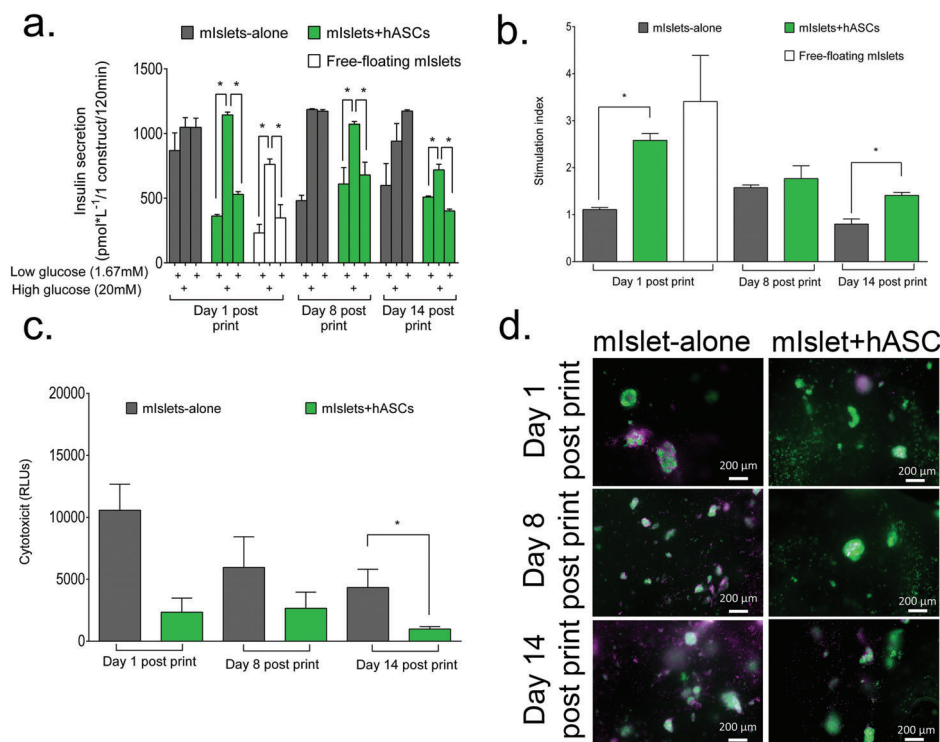 a.
mIslets-alone
mIslets+hASCs
Free-floating mIslets
Insulin secretion
(pmol*L⁻¹/1 construct/120min)
1500
1000
500
0
* * * * * * * *
Low glucose (1.67mM) + + + + + + + + + + + + + +
High glucose (20mM) + + + + + + +
Day 1 post print
Day 8 post print
Day 14 post print
b.
mIslets-alone
mIslets+hASCs
Free-floating mIslets
Stimulation index
5
4
3
2
1
0
* *
Day 1 post print
Day 8 post print
Day 14 post print
c.
mIslets-alone
mIslets+hASCs
Cytotoxicit (RLUs)
20000
15000
10000
5000
0
*
Day 1 post print
Day 8 post print
Day 14 post print
d.
mIslet-alone
mIslet+hASC
Day 1
post print
200 µm
200 µm
Day 8
post print
200 µm
200 µm
Day 14
post print
200 µm
200 µm